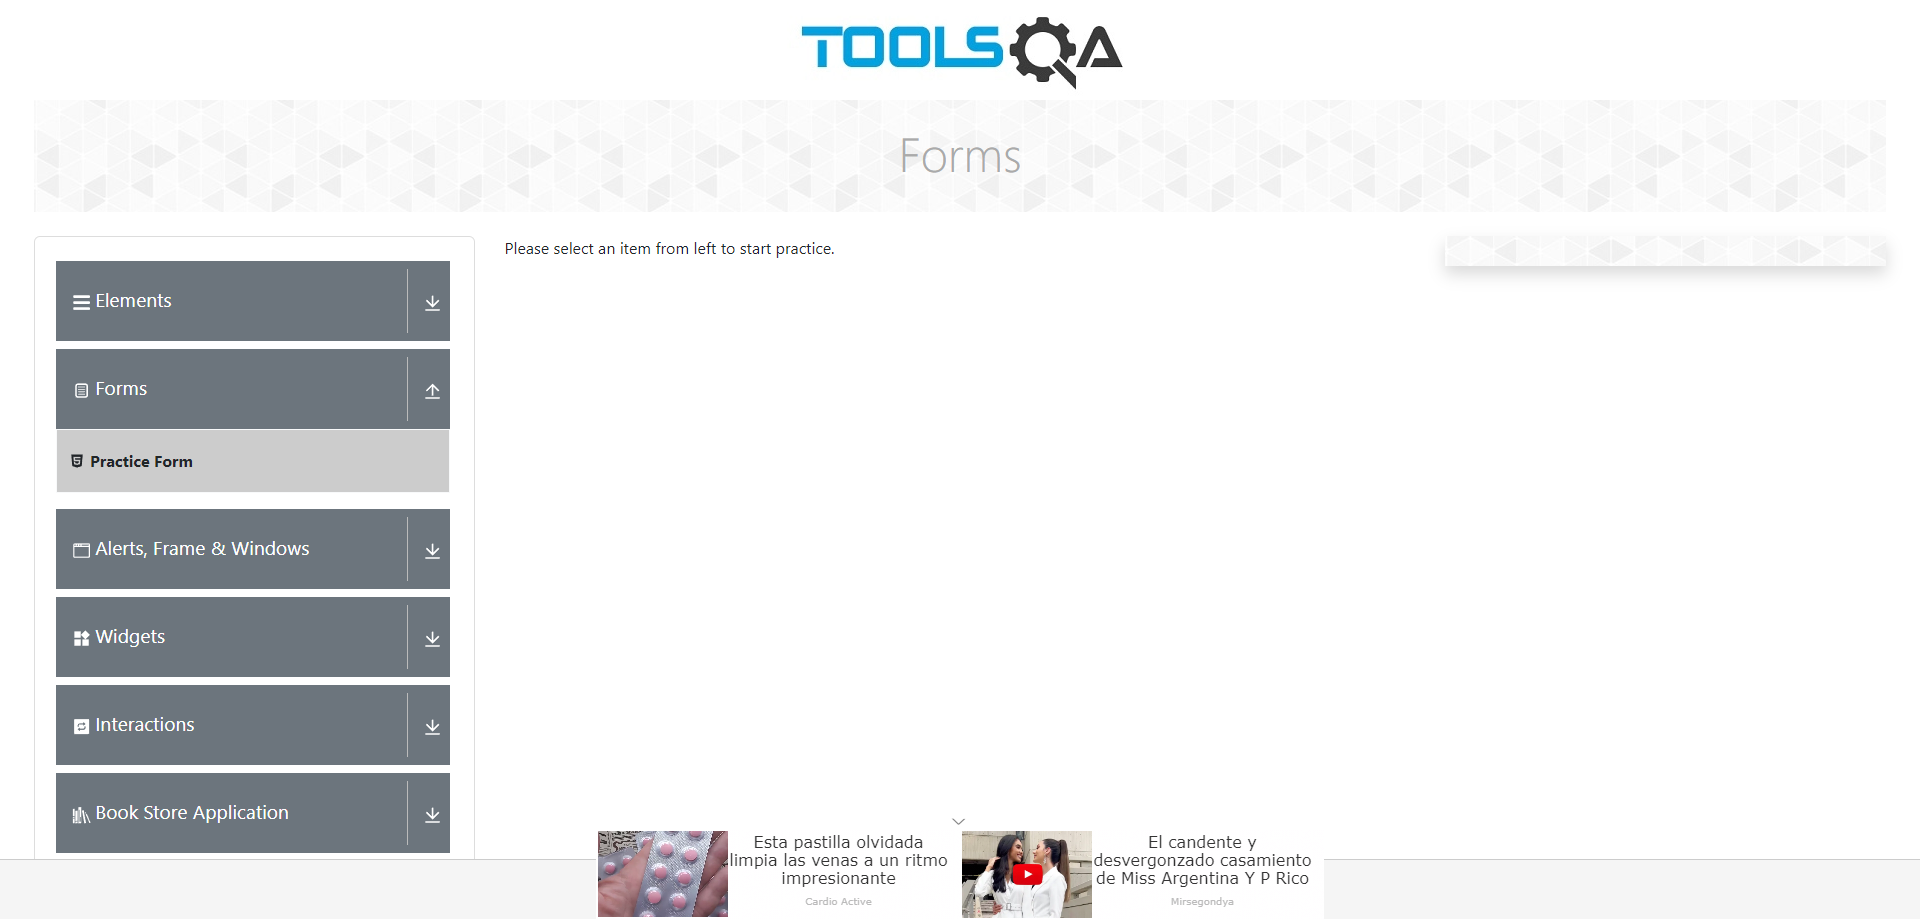 TOOLSQA
Forms
Please select an item from left to start practice.
Elements
Forms
Practice Form
Alerts, Frame & Windows
Widgets
Interactions
Book Store Application
Esta pastilla olvidada
limpia las venas a un ritmo
impresionante
Cardio Active
El candente y
desvergonzado casamiento
de Miss Argentina Y P Rico
Mirsegondya